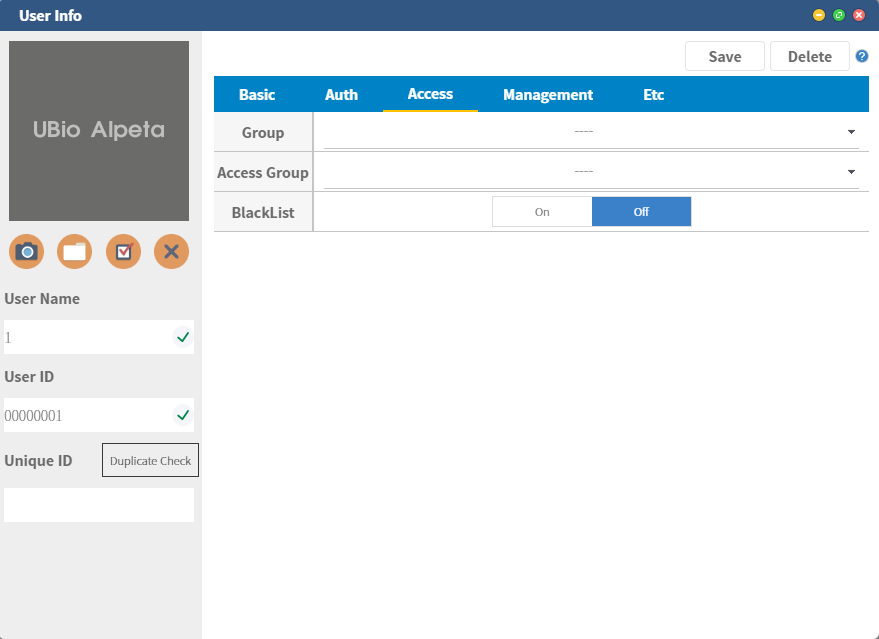 User Info
UBio Alpeta
User Name
1
User ID
00000001
Unique ID
Duplicate Check
Save
Delete
?
Basic
Auth
Access
Management
Etc
Group
----
Access Group
----
BlackList
On
Off